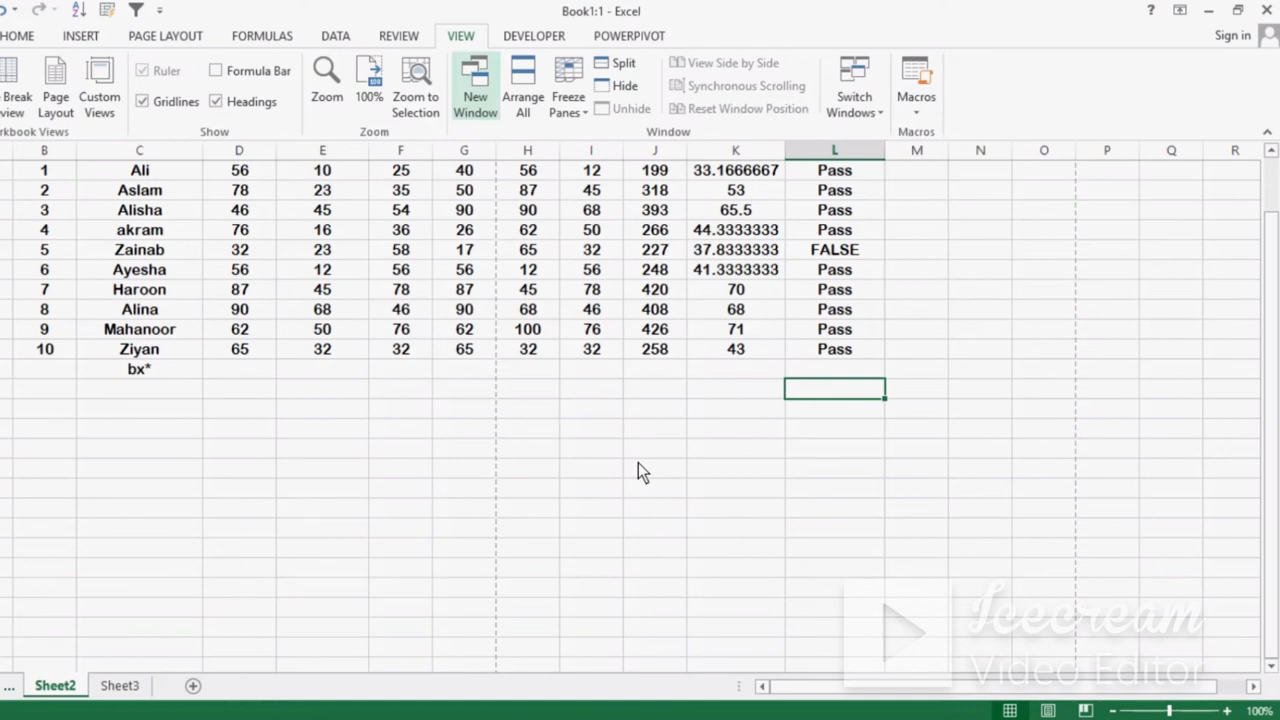 Book1:1 - Excel
Sign in
HOME INSERT PAGE LAYOUT FORMULAS DATA REVIEW VIEW DEVELOPER POWERPIVOT
Break Page Layout Custom Views
Ruler Formula Bar
Gridlines Headings
Zoom 100% Zoom to Selection
New Window Arrange All Freeze Panes
Split
Hide
Unhide
View Side by Side
Synchronous Scrolling
Reset Window Position
Switch Windows
Macros
Show Zoom Window Macros
B C D E F G H I J K L M N O P Q R
1 Ali 56 10 25 40 56 12 199 33.1666667 Pass
2 Aslam 78 23 35 50 87 45 318 53 Pass
3 Alisha 46 45 54 90 90 68 393 65.5 Pass
4 akram 76 16 36 26 62 50 266 44.3333333 Pass
5 Zainab 32 23 58 17 65 32 227 37.8333333 FALSE
6 Ayesha 56 12 56 56 12 56 248 41.3333333 Pass
7 Haroon 87 45 78 87 45 78 420 70 Pass
8 Alina 90 68 46 90 68 46 408 68 Pass
9 Mahanoor 62 50 76 62 100 76 426 71 Pass
10 Ziyan 65 32 32 65 32 32 258 43 Pass
bx*
Icecream
Video Editor
... Sheet2 Sheet3
100%